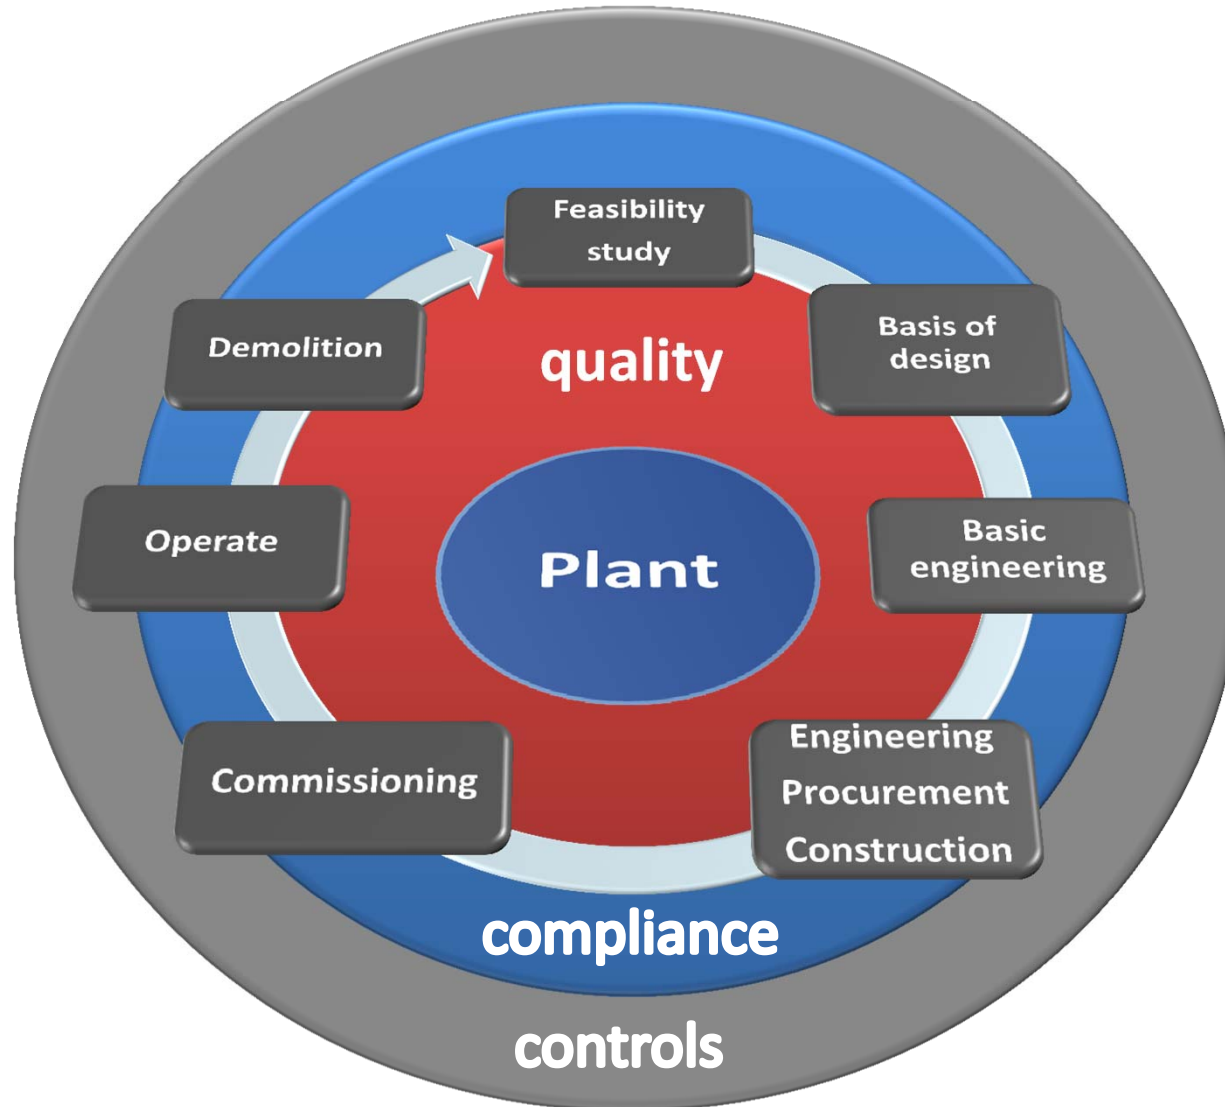 Feasibility
study
Basis of
design
Basic
engineering
Engineering
Procurement
Construction
Commissioning
Operate
Demolition
quality
Plant
compliance
controls